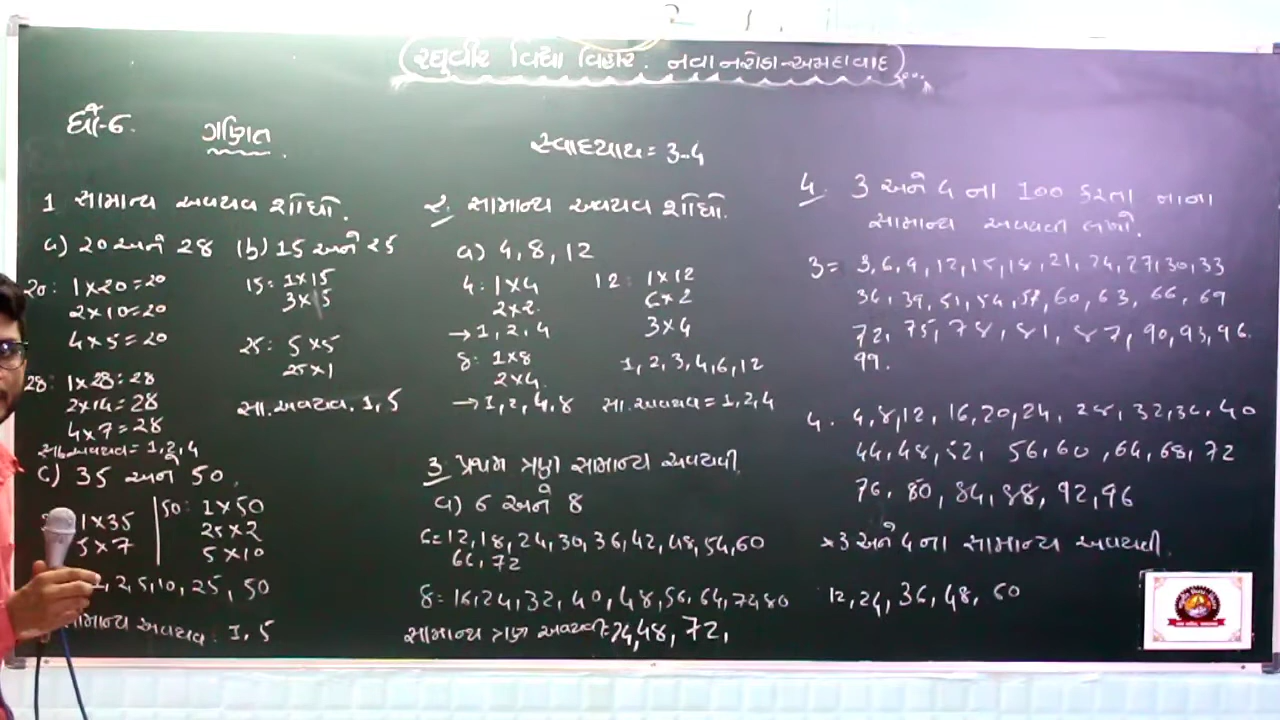 રઘુવીર વિદ્યા વિહાર. નવા નરોડા-અમદાવાદ
ધો-6.
ગણિત
સ્વાધ્યાય = 3-4
1 સામાન્ય અવયવ શોધો.
a) 20 અને 28
20: 1×20=20
2×10=20
4×5=20
28: 1×28=28
2×14=28
4×7=28
સા.અવયવ= 1,2,4
(b) 15 અને 25
15: 1×15
3×5
25: 5×5
25×1
સા.અવયવ. 1,5
c) 35 અને 50.
1×35
5×7
50: 1×50
25×2
5×10
1,2,5,10,25,50
સામાન્ય અવયવ: 1,5
૨. સામાન્ય અવયવ શોધો.
a) 4, 8, 12
4: 1×4
2×2
→1, 2, 4
8: 1×8
2×4
→1, 2, 4, 8
12: 1×12
6×2
3×4
1, 2, 3, 4, 6, 12
સા.અવયવ = 1,2,4
3. પ્રથમ ત્રણ સામાન્ય અવયવી
a) 6 અને 8
6=12,18,24,30,36,42,48,54,60
66,72
8=16,24,32,40,48,56,64,72,80
સામાન્ય ત્રણ અવયવી=24,48,72,
4. 3 અને 4 ના 100 કરતા નાના
સામાન્ય અવયવી લખો.
3= 3,6,9,12,15,18,21,24,27,30,33
36, 39, 51, 54, 57, 60, 63, 66, 69
72, 75, 78, 81, 87, 90, 93, 96.
99.
4. 4,8,12, 16,20,24, 28, 32,36, 40
44,48,52, 56,60, 64,68,72
76, 80, 84, 88, 92, 96
*3 અને 4 ના સામાન્ય અવયવી.
12,24, 36, 48, 60